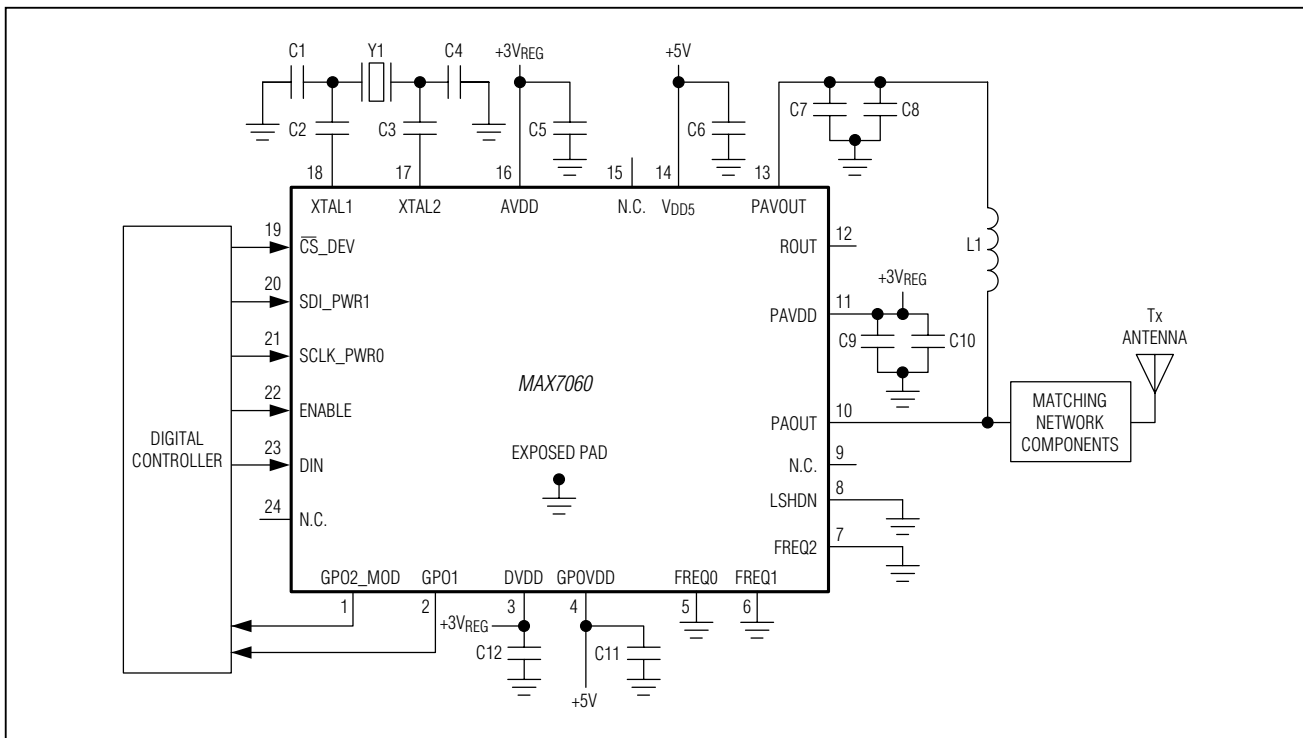 C1
Y1
C4
+3VREG
+5V
C2
C3
C5
C6
C7
C8
18
17
16
15
14
13
XTAL1
XTAL2
AVDD
N.C.
VDD5
PAVOUT
19
C̅S̅_DEV
ROUT
12
L1
20
SDI_PWR1
+3VREG
PAVDD
11
21
SCLK_PWR0
C9
C10
Tx
ANTENNA
MAX7060
22
ENABLE
PAOUT
10
MATCHING
NETWORK
COMPONENTS
DIGITAL
CONTROLLER
23
DIN
EXPOSED PAD
N.C.
9
24
N.C.
LSHDN
8
FREQ2
7
GPO2_MOD
GPO1
DVDD
GPOVDD
FREQ0
FREQ1
1
2
3
4
5
6
+3VREG
C12
C11
+5V